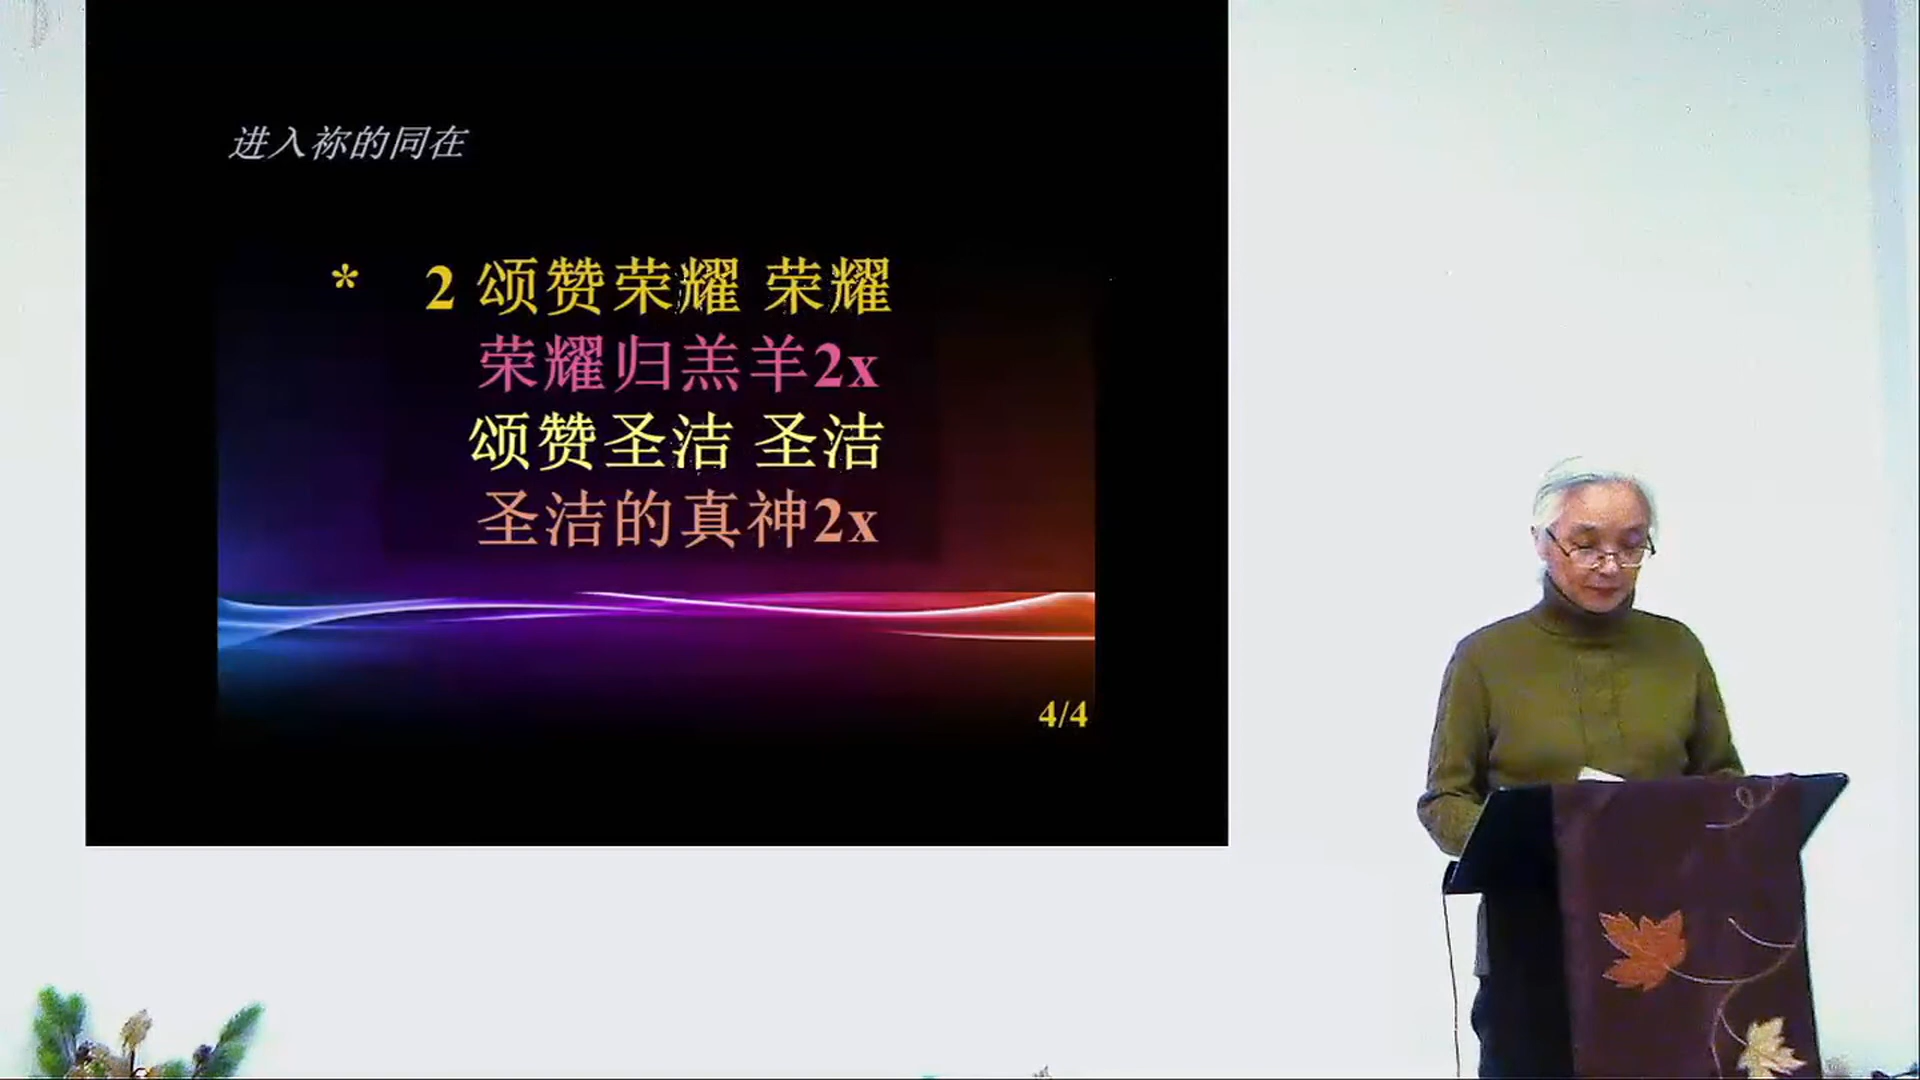 进入祢的同在
* 2 颂赞荣耀 荣耀
荣耀归羔羊2x
颂赞圣洁 圣洁
圣洁的真神2x
4/4